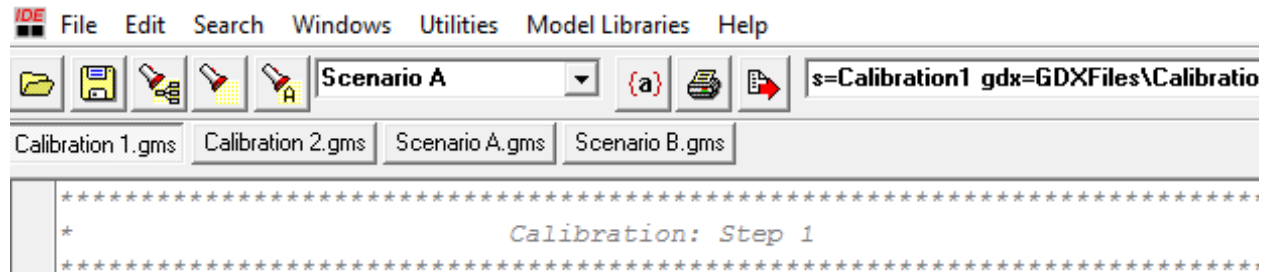 IDE File Edit Search Windows Utilities Model Libraries Help
A Scenario A {a} s=Calibration1 gdx=GDXFiles\Calibratio
Calibration 1.gms Calibration 2.gms Scenario A.gms Scenario B.gms
**************************************************************************
* Calibration: Step 1
**************************************************************************